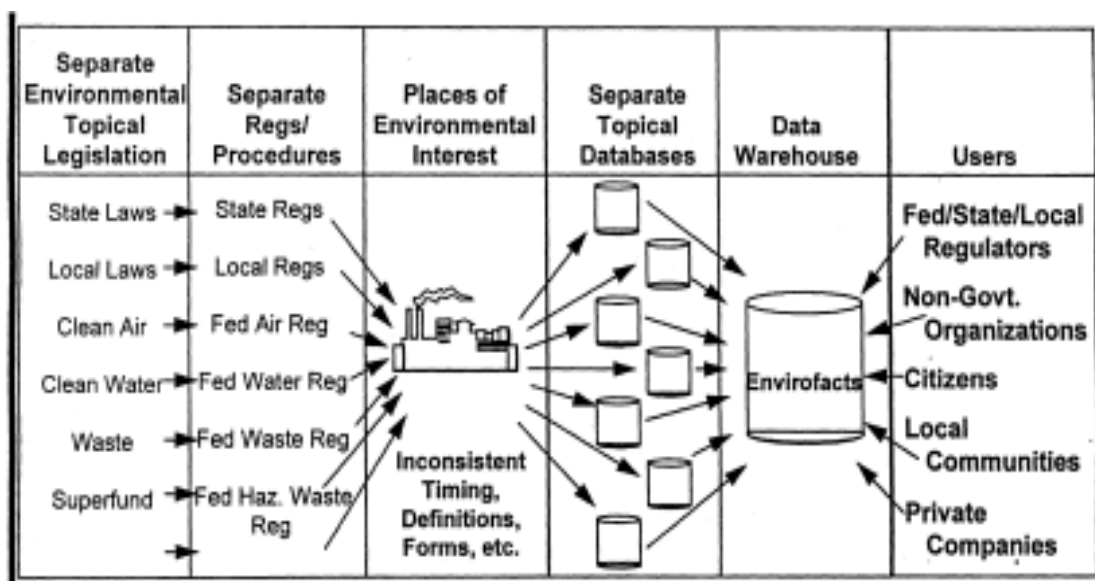 Separate
Environmental
Topical
Legislation
Separate
Regs/
Procedures
Places of
Environmental
Interest
Separate
Topical
Databases
Data
Warehouse
Users
State Laws
State Regs
Local Laws
Local Regs
Clean Air
Fed Air Reg
Clean Water
Fed Water Reg
Waste
Fed Waste Reg
Superfund
Fed Haz. Waste
Reg
Inconsistent
Timing,
Definitions,
Forms, etc.
Envirofacts
Fed/State/Local
Regulators
Non-Govt.
Organizations
Citizens
Local
Communities
Private
Companies